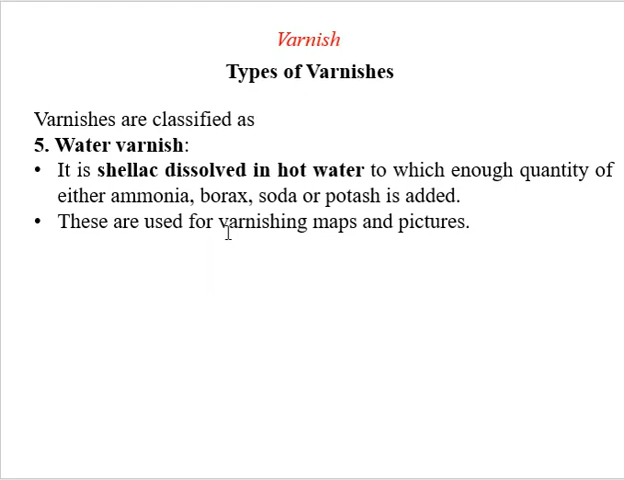 Varnish
Types of Varnishes
Varnishes are classified as
5. Water varnish:
• It is shellac dissolved in hot water to which enough quantity of
either ammonia, borax, soda or potash is added.
• These are used for varnishing maps and pictures.